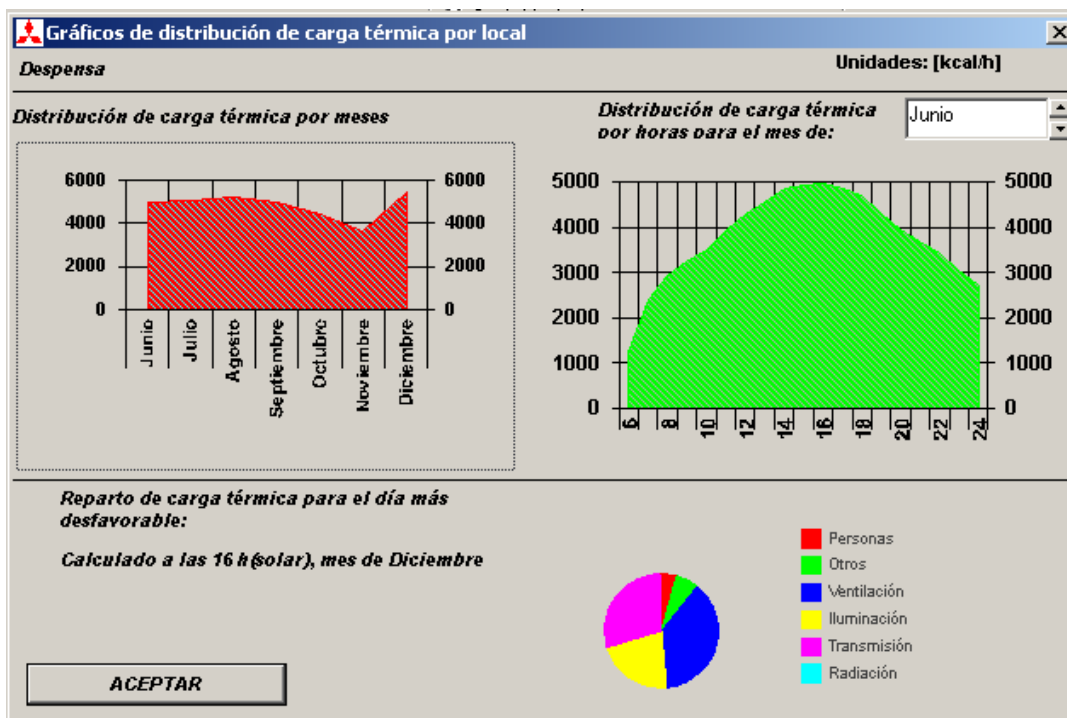 Gráficos de distribución de carga térmica por local
Despensa
Unidades: [kcal/h]
Distribución de carga térmica por meses
Distribución de carga térmica
por horas para el mes de:
Junio
6000
4000
2000
0
6000
4000
2000
0
Junio
Julio
Agosto
Septiembre
Octubre
Noviembre
Diciembre
5000
4000
3000
2000
1000
0
5000
4000
3000
2000
1000
0
6
8
10
12
14
16
18
20
22
24
Reparto de carga térmica para el día más
desfavorable:
Calculado a las 16 h(solar), mes de Diciembre
Personas
Otros
Ventilación
Iluminación
Transmisión
Radiación
ACEPTAR